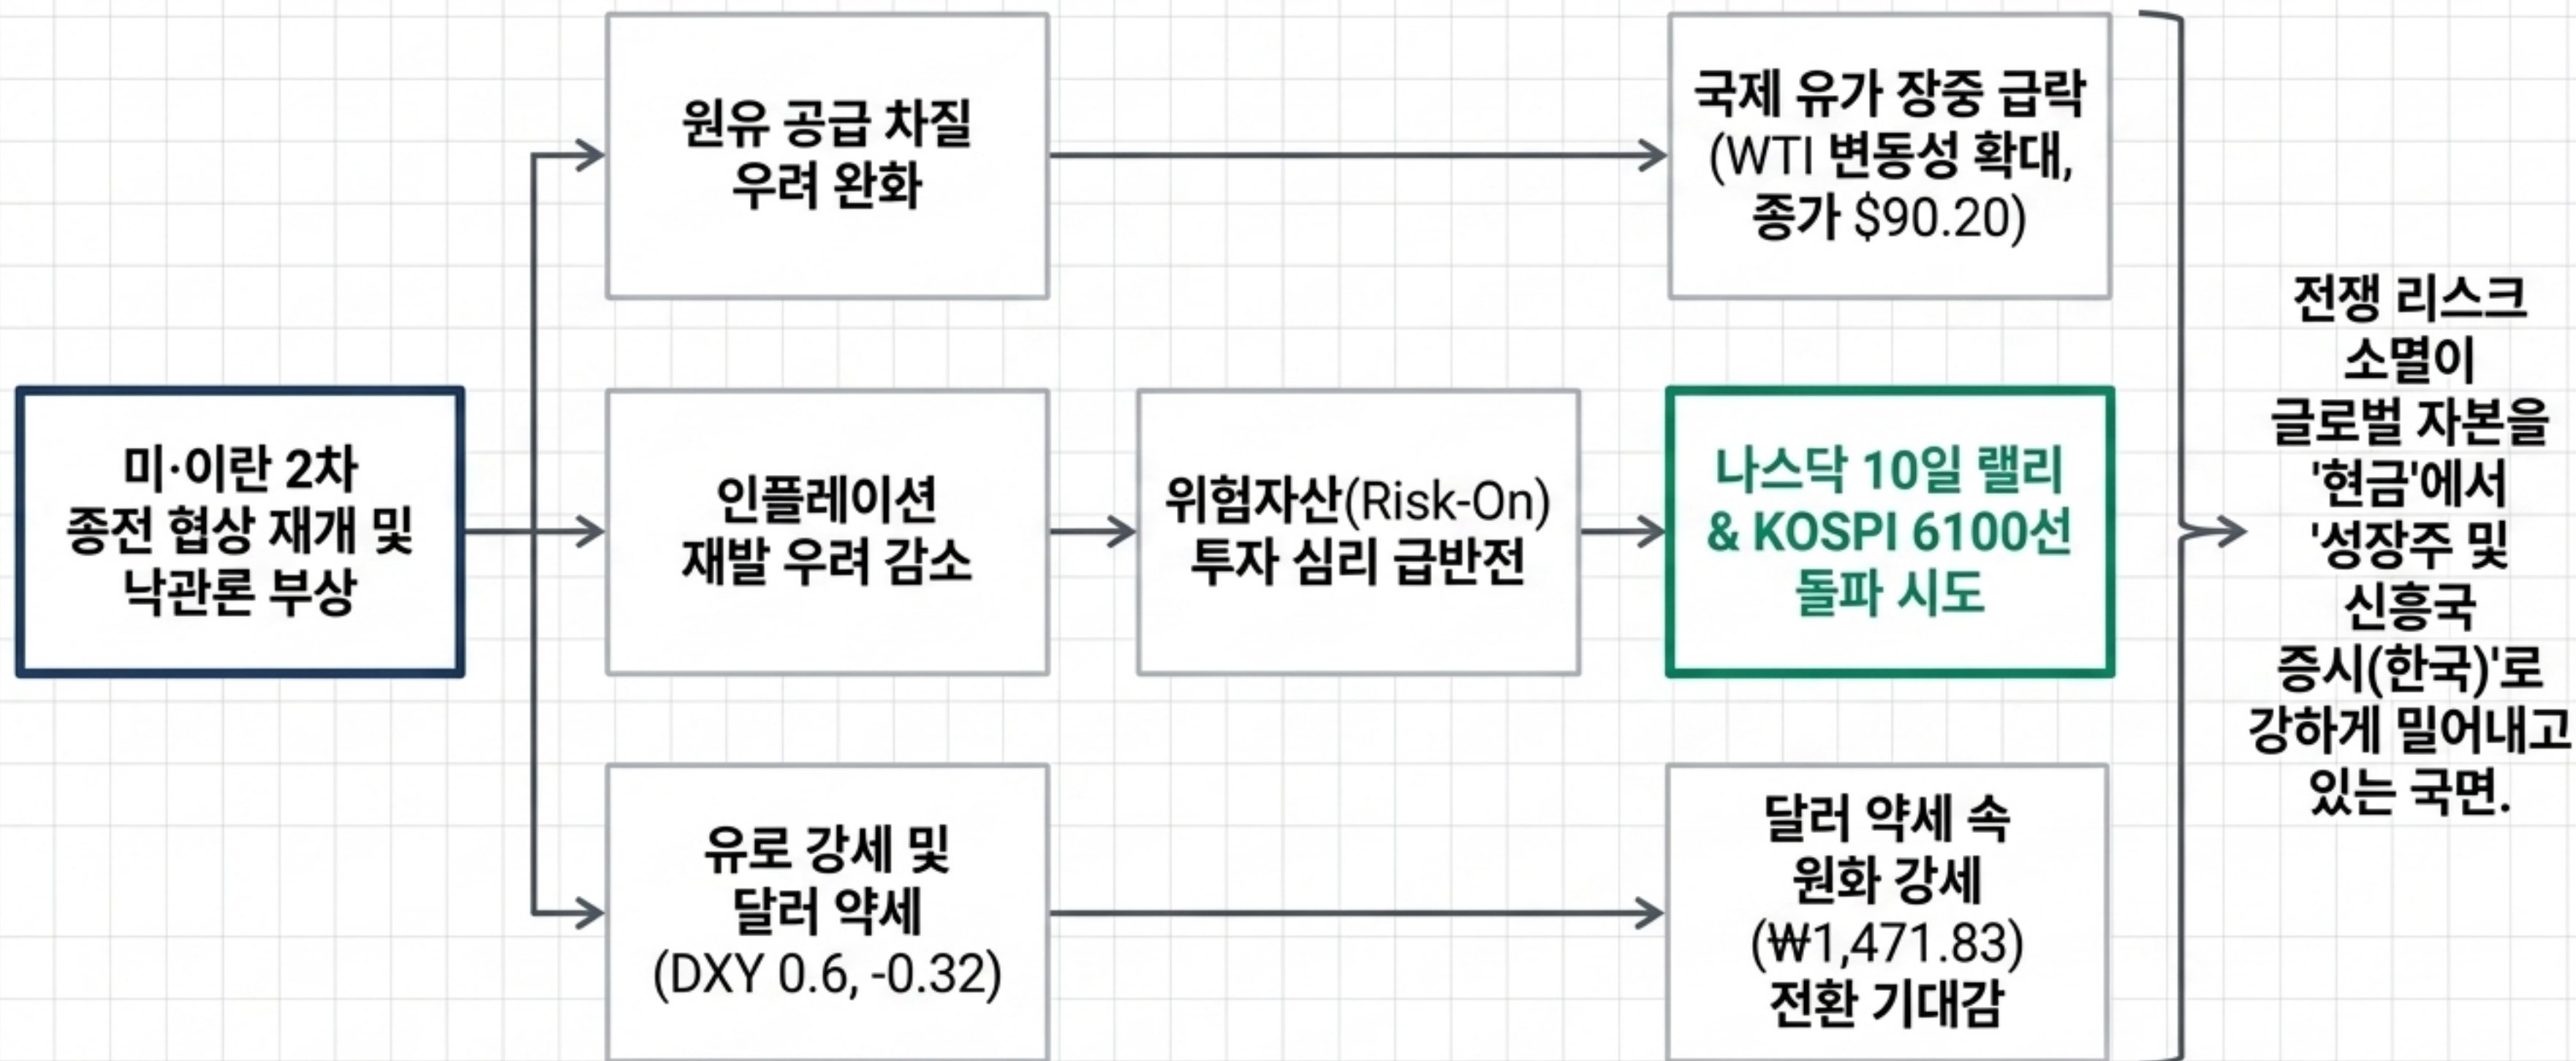 미·이란 2차
종전 협상 재개 및
낙관론 부상
원유 공급 차질
우려 완화
국제 유가 장중 급락
(WTI 변동성 확대,
종가 $90.20)
인플레이션
재발 우려 감소
위험자산(Risk-On)
투자 심리 급반전
나스닥 10일 랠리
& KOSPI 6100선
돌파 시도
유로 강세 및
달러 약세
(DXY 0.6, -0.32)
달러 약세 속
원화 강세
(₩1,471.83)
전환 기대감
전쟁 리스크
소멸이
글로벌 자본을
'현금'에서
'성장주 및
신흥국
증시(한국)'로
강하게 밀어내고
있는 국면.